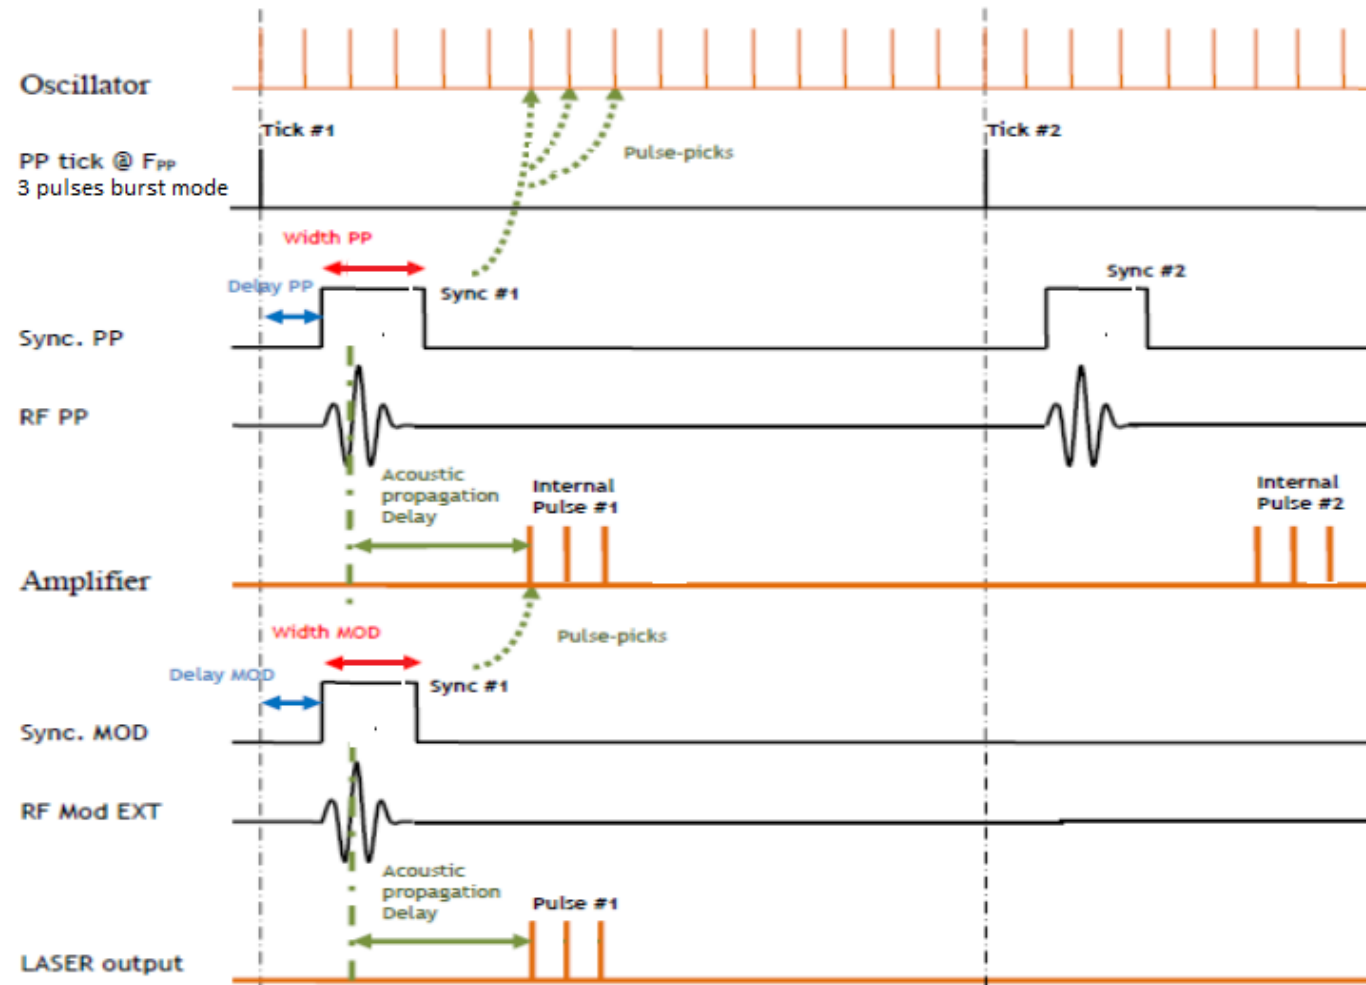 Oscillator
Tick #1
Tick #2
PP tick @ FPP
3 pulses burst mode
Pulse-picks
Width PP
Delay PP
Sync #1
Sync #2
Sync. PP
RF PP
Acoustic
propagation
Delay
Internal
Pulse #1
Internal
Pulse #2
Amplifier
Width MOD
Pulse-picks
Delay MOD
Sync #1
Sync. MOD
RF Mod EXT
Acoustic
propagation
Delay
Pulse #1
LASER output